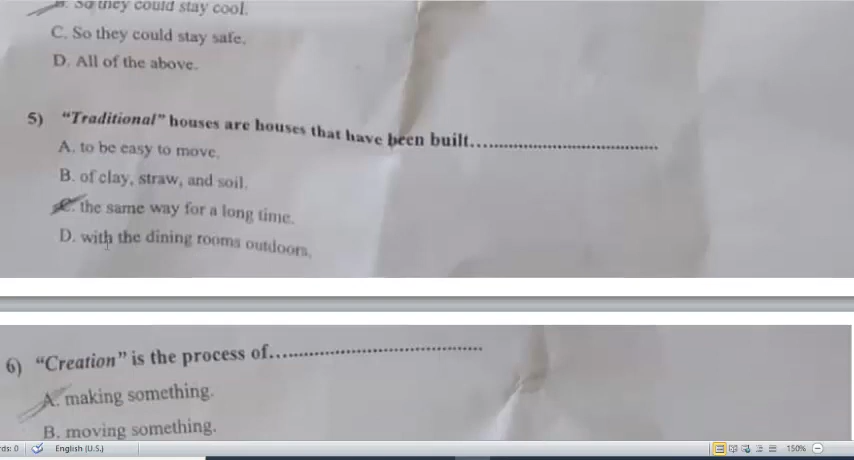 B. So they could stay cool.
C. So they could stay safe.
D. All of the above.
5) “Traditional” houses are houses that have been built..............................
A. to be easy to move.
B. of clay, straw, and soil.
C. the same way for a long time.
D. with the dining rooms outdoors.
6) “Creation” is the process of..............................
A. making something.
B. moving something.
rds: 0 English (U.S.) 150%